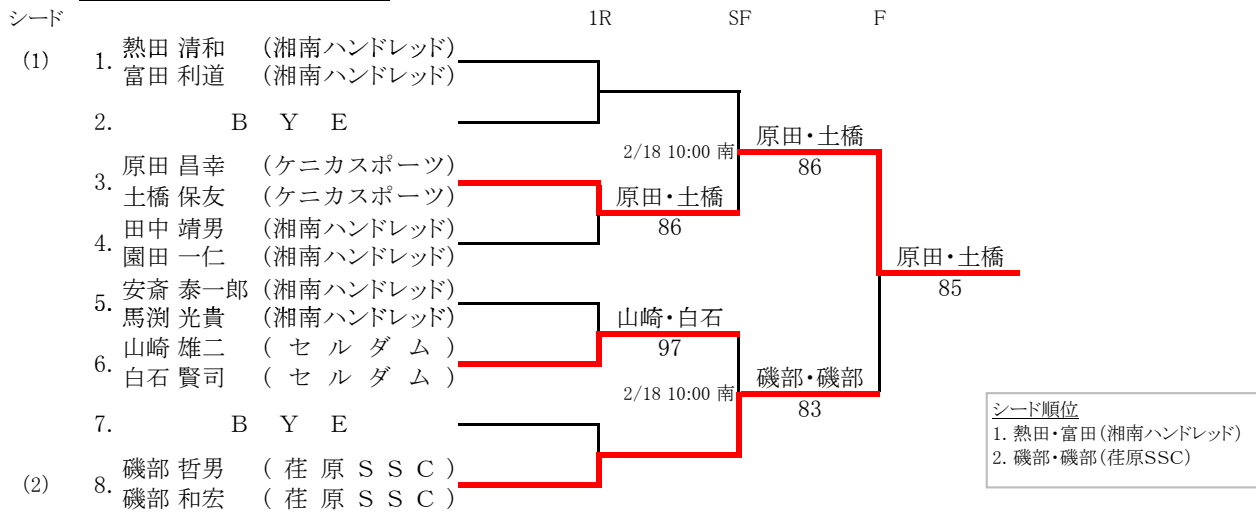 シード 1R SF F
(1) 1. 熱田 清和 (湘南ハンドレッド)
富田 利道 (湘南ハンドレッド)
2. B Y E
2/18 10:00 南 原田・土橋
86
3. 原田 昌幸 (ケニカスポーツ)
土橋 保友 (ケニカスポーツ) 原田・土橋
86
4. 田中 靖男 (湘南ハンドレッド)
園田 一仁 (湘南ハンドレッド)
原田・土橋
85
5. 安斎 泰一郎 (湘南ハンドレッド)
馬渕 光貴 (湘南ハンドレッド) 山崎・白石
97
6. 山崎 雄二 (セルダム)
白石 賢司 (セルダム)
2/18 10:00 南 磯部・磯部
83
7. B Y E
(2) 8. 磯部 哲男 (荏原SSC)
磯部 和宏 (荏原SSC)
シード順位
1. 熱田・富田(湘南ハンドレッド)
2. 磯部・磯部(荏原SSC)